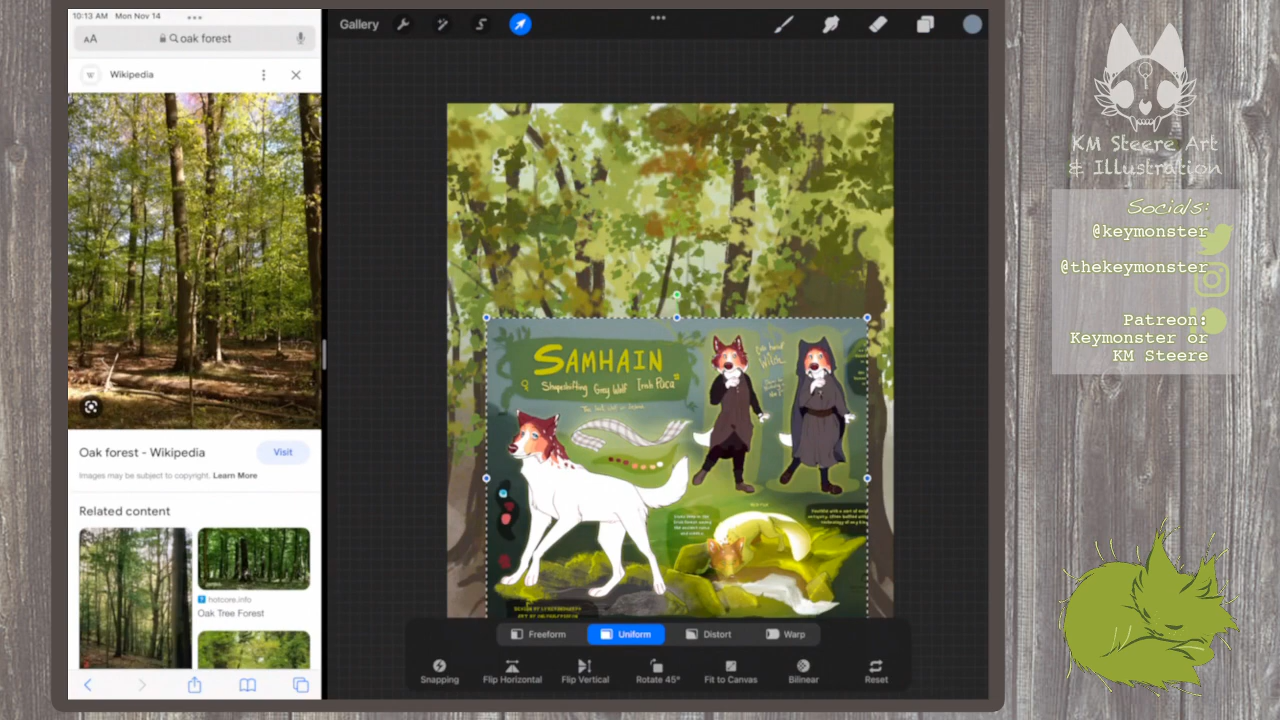 10:13 AM Mon Nov 14
AA
oak forest
W
Wikipedia
Oak forest - Wikipedia
Visit
Images may be subject to copyright. Learn More
Related content
hotcore.info
Oak Tree Forest
Gallery
SAMHAIN
Shapeshifting Grey Wolf Irish Púca
Freeform
Uniform
Distort
Warp
Snapping
Flip Horizontal
Flip Vertical
Rotate 45°
Fit to Canvas
Bilinear
Reset
KM Steere Art
& Illustration
Socials:
@keymonster
@thekeymonster
Patreon:
Keymonster or
KM Steere